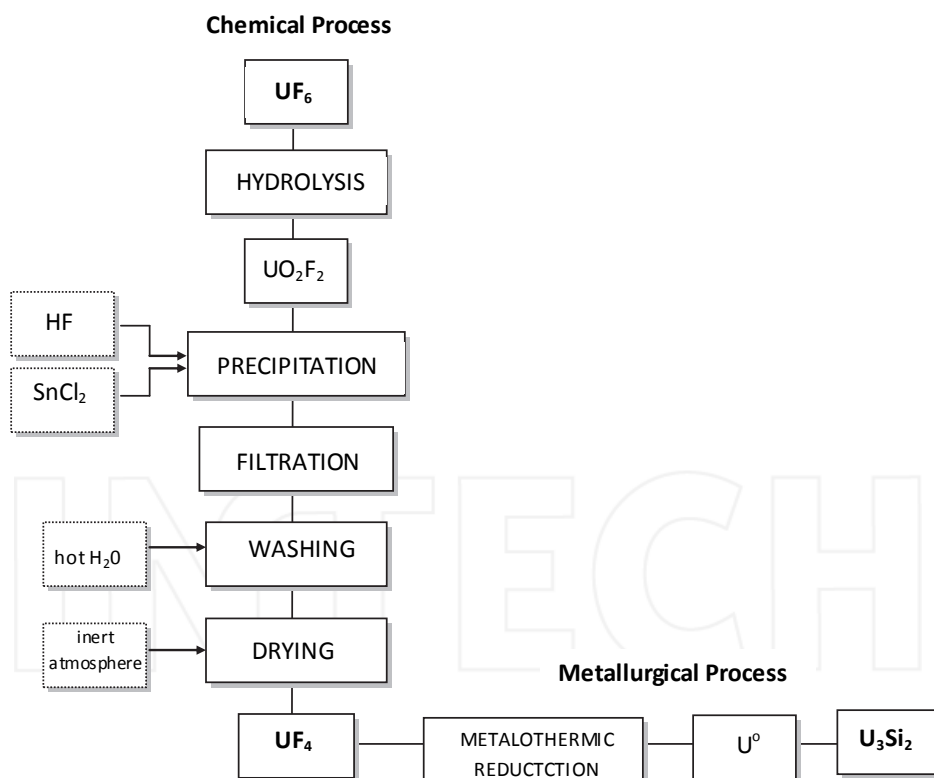 Chemical Process
UF₆
HYDROLYSIS
UO₂F₂
HF
PRECIPITATION
SnCl₂
FILTRATION
hot H₂0
WASHING
inert
atmosphere
DRYING
Metallurgical Process
UF₄
METALOTHERMIC
REDUCTCTION
U°
U₃Si₂
INTECH